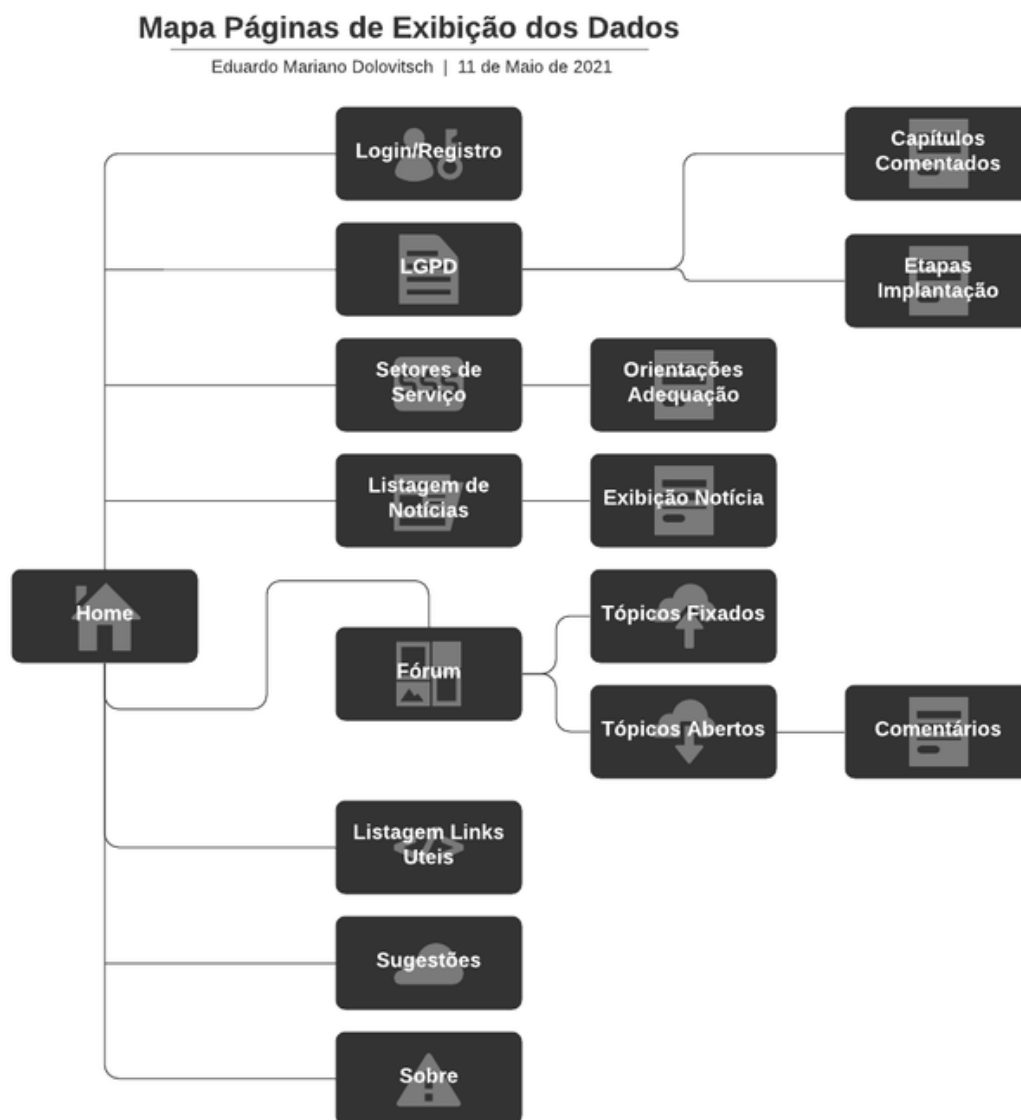 Mapa Páginas de Exibição dos Dados
Eduardo Mariano Dolovitsch | 11 de Maio de 2021
Login/Registro
Capítulos
Comentados
LGPD
Etapas
Implantação
Setores de
Serviço
Orientações
Adequação
Listagem de
Notícias
Exibição Notícia
Home
Tópicos Fixados
Fórum
Tópicos Abertos
Comentários
Listagem Links
Uteis
Sugestões
Sobre